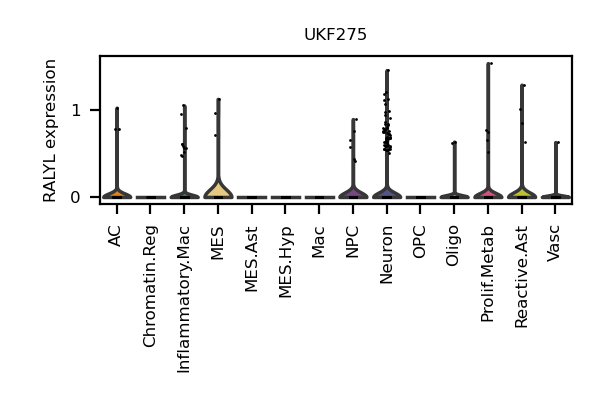 UKF275
RALYL expression
1
0
AC
Chromatin.Reg
Inflammatory.Mac
MES
MES.Ast
MES.Hyp
Mac
NPC
Neuron
OPC
Oligo
Prolif.Metab
Reactive.Ast
Vasc